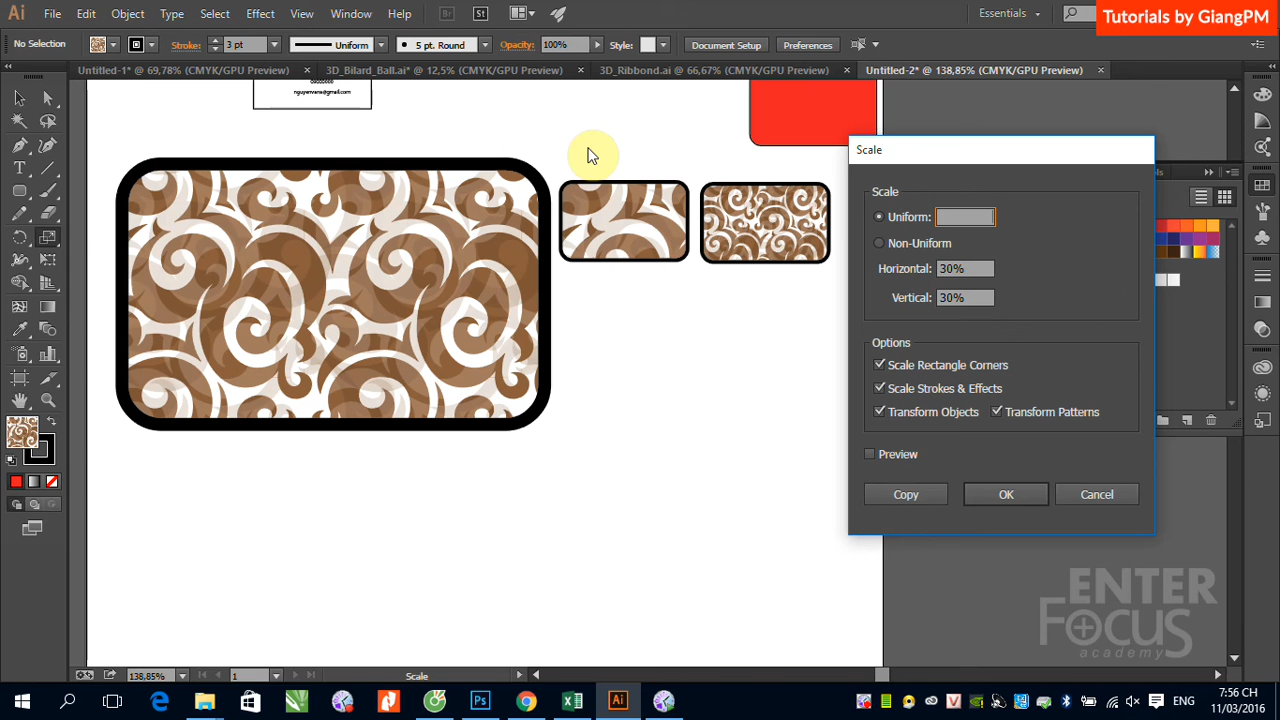 Ai File Edit Object Type Select Effect View Window Help Br St Essentials
Tutorials by GiangPM
No Selection Stroke: 3 pt Uniform 5 pt. Round Opacity: 100% Style: Document Setup Preferences
Untitled-1* @ 69,78% (CMYK/GPU Preview) × 3D_Bilard_Ball.ai* @ 12,5% (CMYK/GPU Preview) × 3D_Ribbond.ai @ 66,67% (CMYK/GPU Preview) × Untitled-2* @ 138,85% (CMYK/GPU Preview) ×
nguyenvana@gmail.com
Scale
Scale
Uniform:
Non-Uniform
Horizontal: 30%
Vertical: 30%
Options
Scale Rectangle Corners
Scale Strokes & Effects
Transform Objects Transform Patterns
Preview
Copy OK Cancel
ENTER
FOCUS
academy
138,85% 1 Scale
ENG
7:56 CH
11/03/2016